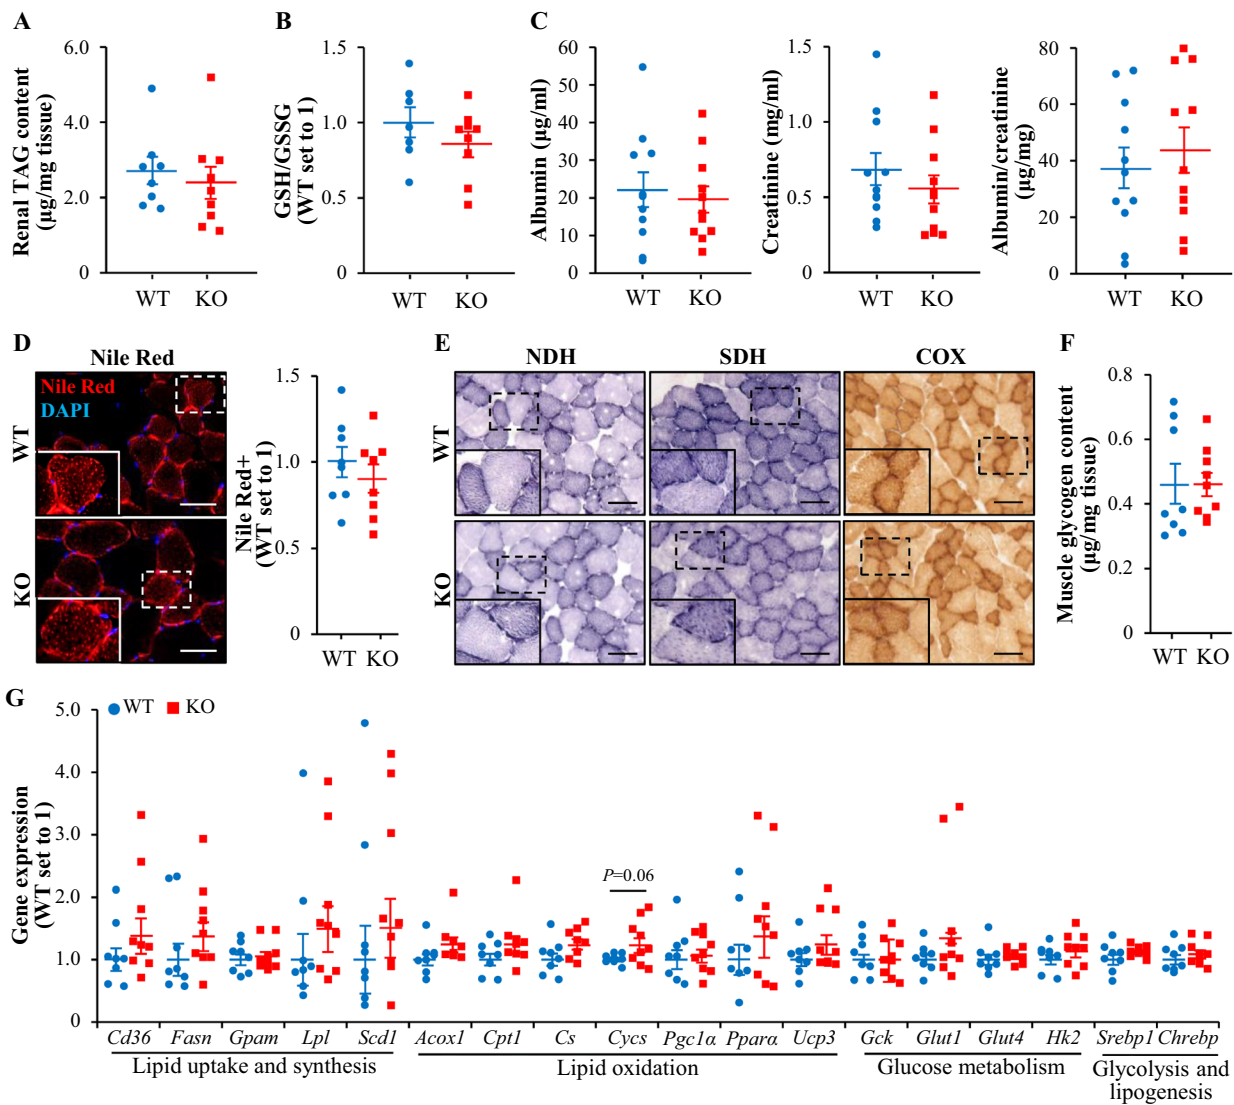 A
Renal TAG content
(µg/mg tissue)
6.0
4.0
2.0
0
WT KO
B
GSH/GSSG
(WT set to 1)
1.5
1.0
0.5
0
WT KO
C
Albumin (µg/ml)
60
50
40
30
20
10
0
WT KO
Creatinine (mg/ml)
1.5
1.0
0.5
0
WT KO
Albumin/creatinine
(µg/mg)
80
60
40
20
0
WT KO
D
Nile Red
Nile Red
DAPI
WT
KO
Nile Red+
(WT set to 1)
1.5
1.0
0.5
0
WT KO
E
NDH SDH COX
WT
KO
F
Muscle glycogen content
(µg/mg tissue)
0.8
0.6
0.4
0.2
0
WT KO
G
WT KO
Gene expression
(WT set to 1)
5.0
4.0
3.0
2.0
1.0
0
P=0.06
Cd36 Fasn Gpam Lpl Scd1 Acox1 Cpt1 Cs Cycs Pgc1α Pparα Ucp3 Gck Glut1 Glut4 Hk2 Srebp1 Chrebp
Lipid uptake and synthesis Lipid oxidation Glucose metabolism Glycolysis and
lipogenesis